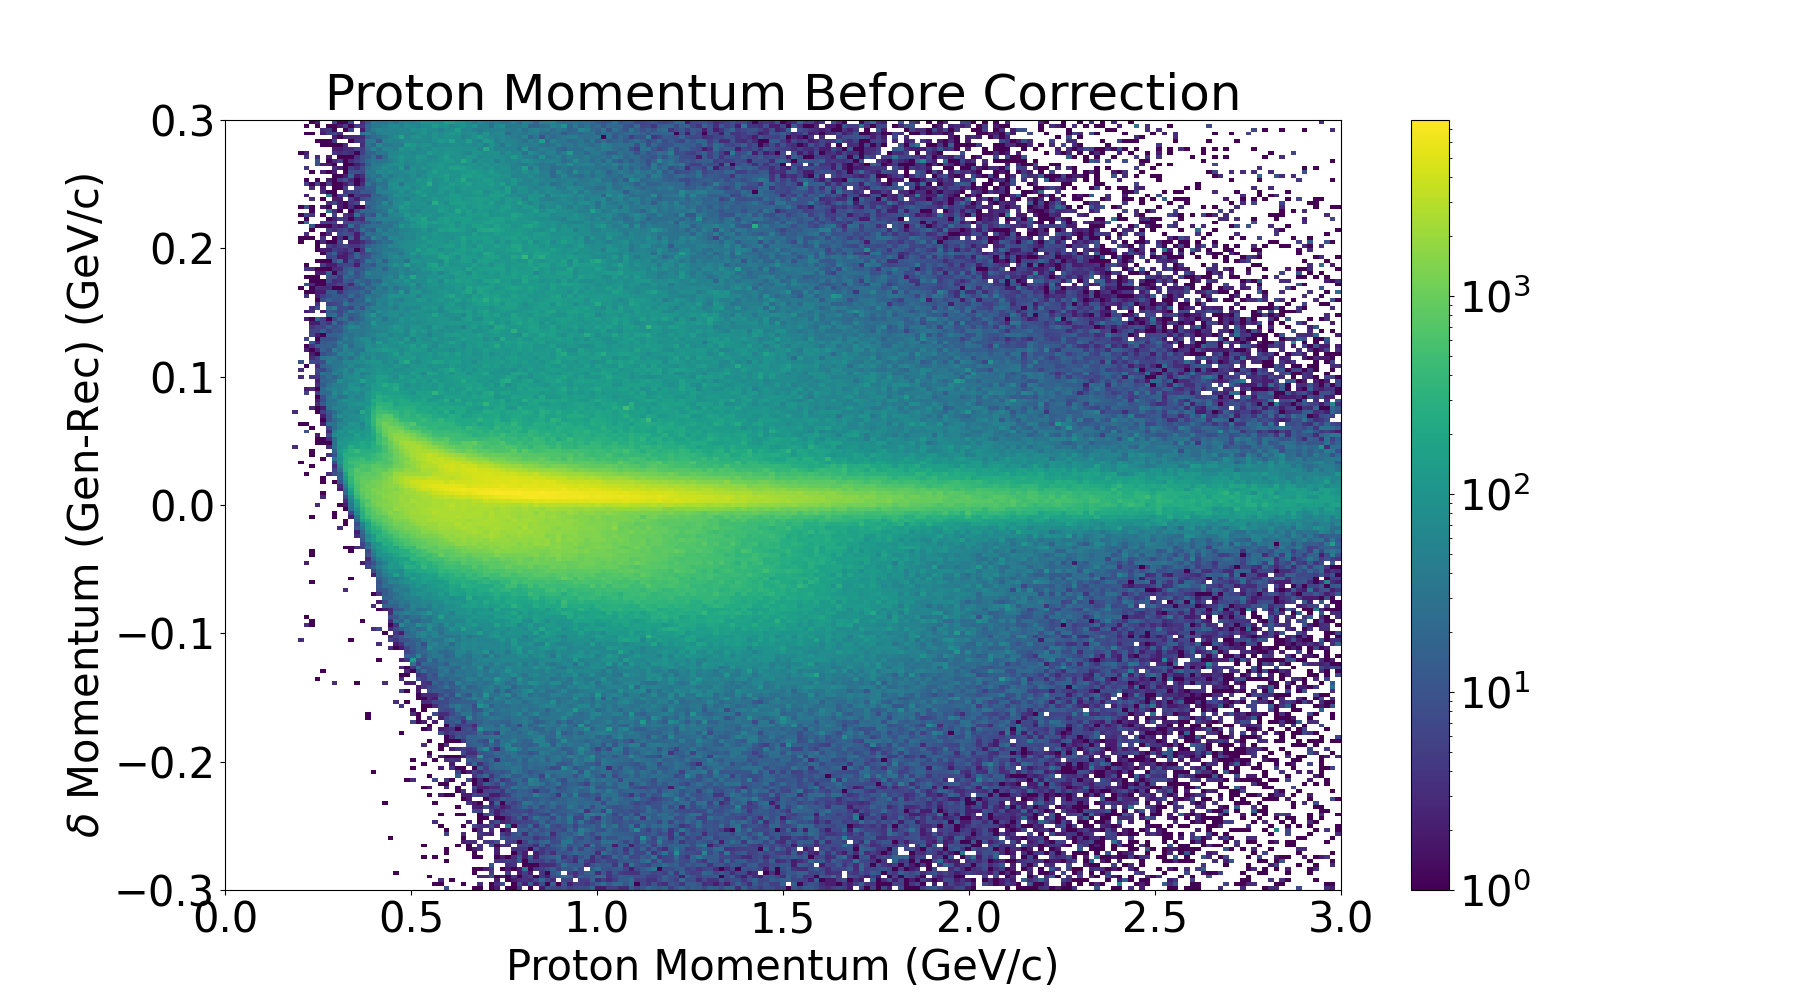 Proton Momentum Before Correction
δ Momentum (Gen-Rec) (GeV/c)
0.3
0.2
0.1
0.0
−0.1
−0.2
−0.3
0.0 0.5 1.0 1.5 2.0 2.5 3.0
Proton Momentum (GeV/c)
10³
10²
10¹
10⁰